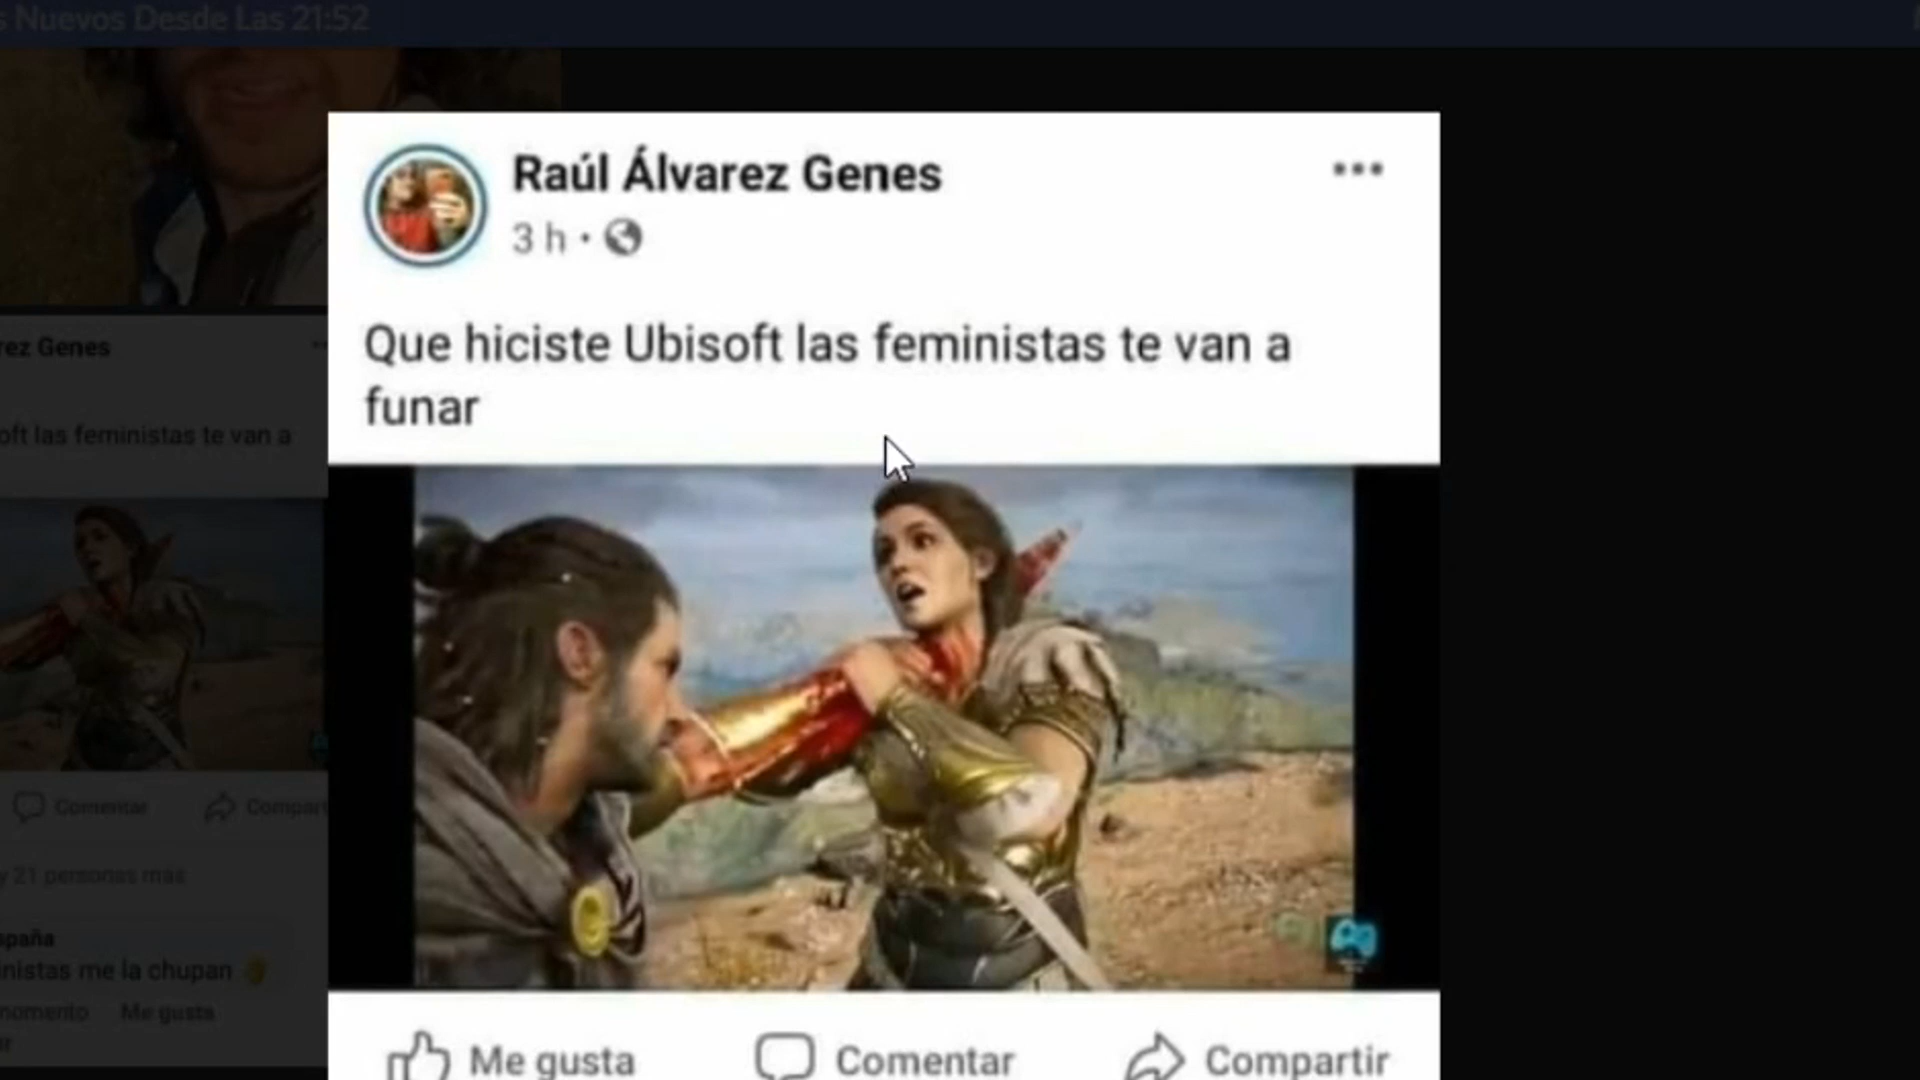 s Nuevos Desde Las 21:52
Raúl Álvarez Genes
3 h
Que hiciste Ubisoft las feministas te van a
funar
Me gusta
Comentar
Compartir
rez Genes
oft las feministas te van a
Comentar
Compart
y 21 personas más
spaña
nistas me la chupan
momento
Me gusta